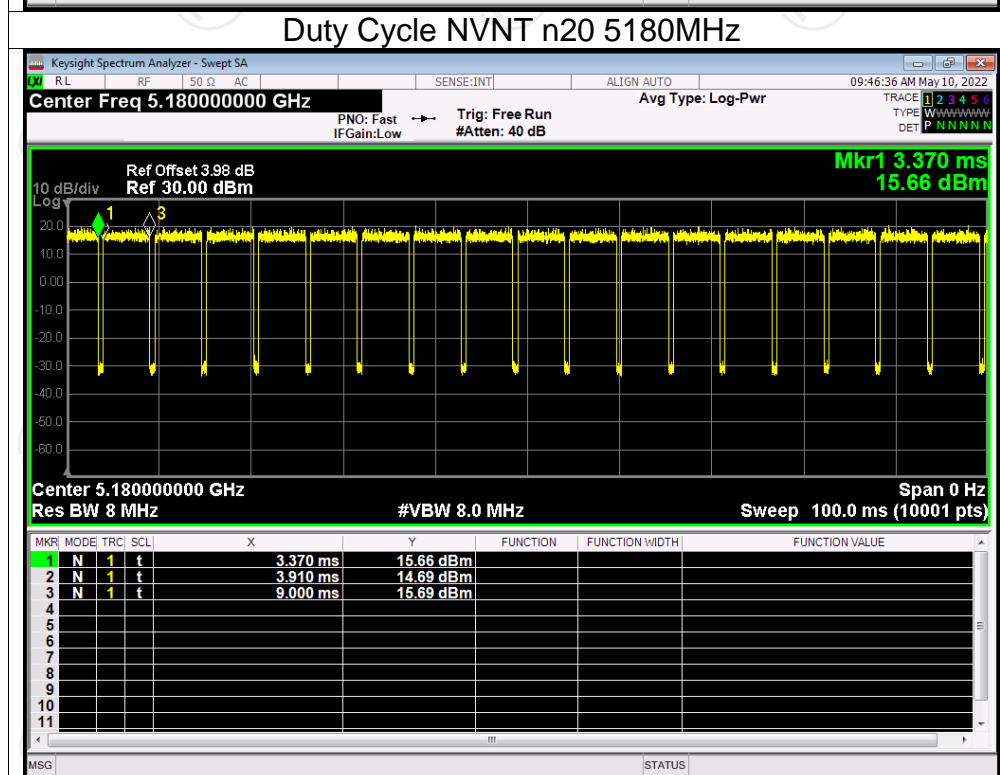 Duty Cycle NVNT n20 5180MHz
Keysight Spectrum Analyzer - Swept SA
LXI RL RF 50 Ω AC SENSE:INT ALIGN AUTO 09:46:36 AM May 10, 2022
Center Freq 5.180000000 GHz Avg Type: Log-Pwr TRACE 1 2 3 4 5 6
PNO: Fast Trig: Free Run TYPE WWWWWW
IFGain:Low #Atten: 40 dB DET P N N N N N
Mkr1 3.370 ms
Ref Offset 3.98 dB
10 dB/div Ref 30.00 dBm 15.66 dBm
Log
1 3
20.0
10.0
0.00
-10.0
-20.0
-30.0
-40.0
-50.0
-60.0
Center 5.180000000 GHz Span 0 Hz
Res BW 8 MHz #VBW 8.0 MHz Sweep 100.0 ms (10001 pts)
MKR MODE TRC SCL X Y FUNCTION FUNCTION WIDTH FUNCTION VALUE
1 N 1 t 3.370 ms 15.66 dBm
2 N 1 t 3.910 ms 14.69 dBm
3 N 1 t 9.000 ms 15.69 dBm
4
5
6
7
8
9
10
11
MSG STATUS